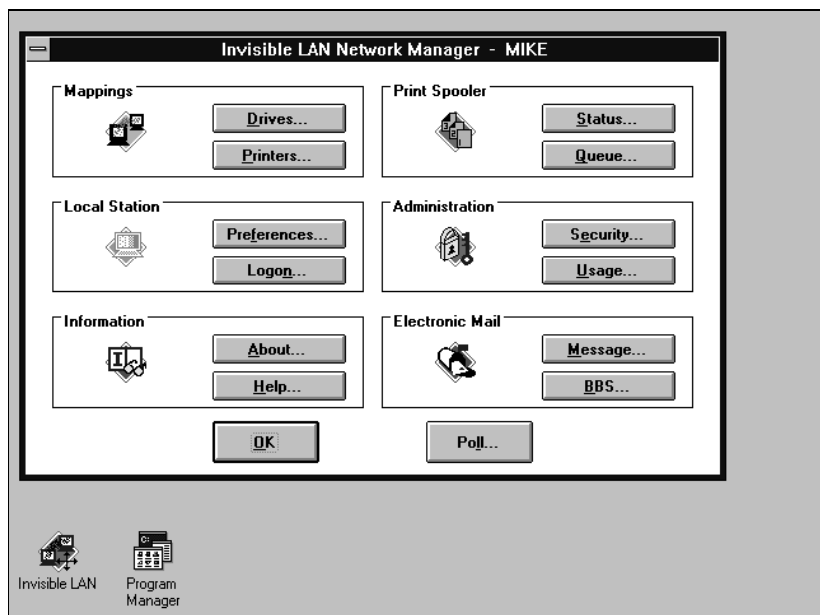 Invisible LAN Network Manager - MIKE
Mappings
Drives...
Printers...
Print Spooler
Status...
Queue...
Local Station
Preferences...
Logon...
Administration
Security...
Usage...
Information
About...
Help...
Electronic Mail
Message...
BBS...
OK
Poll...
Invisible LAN
Program
Manager